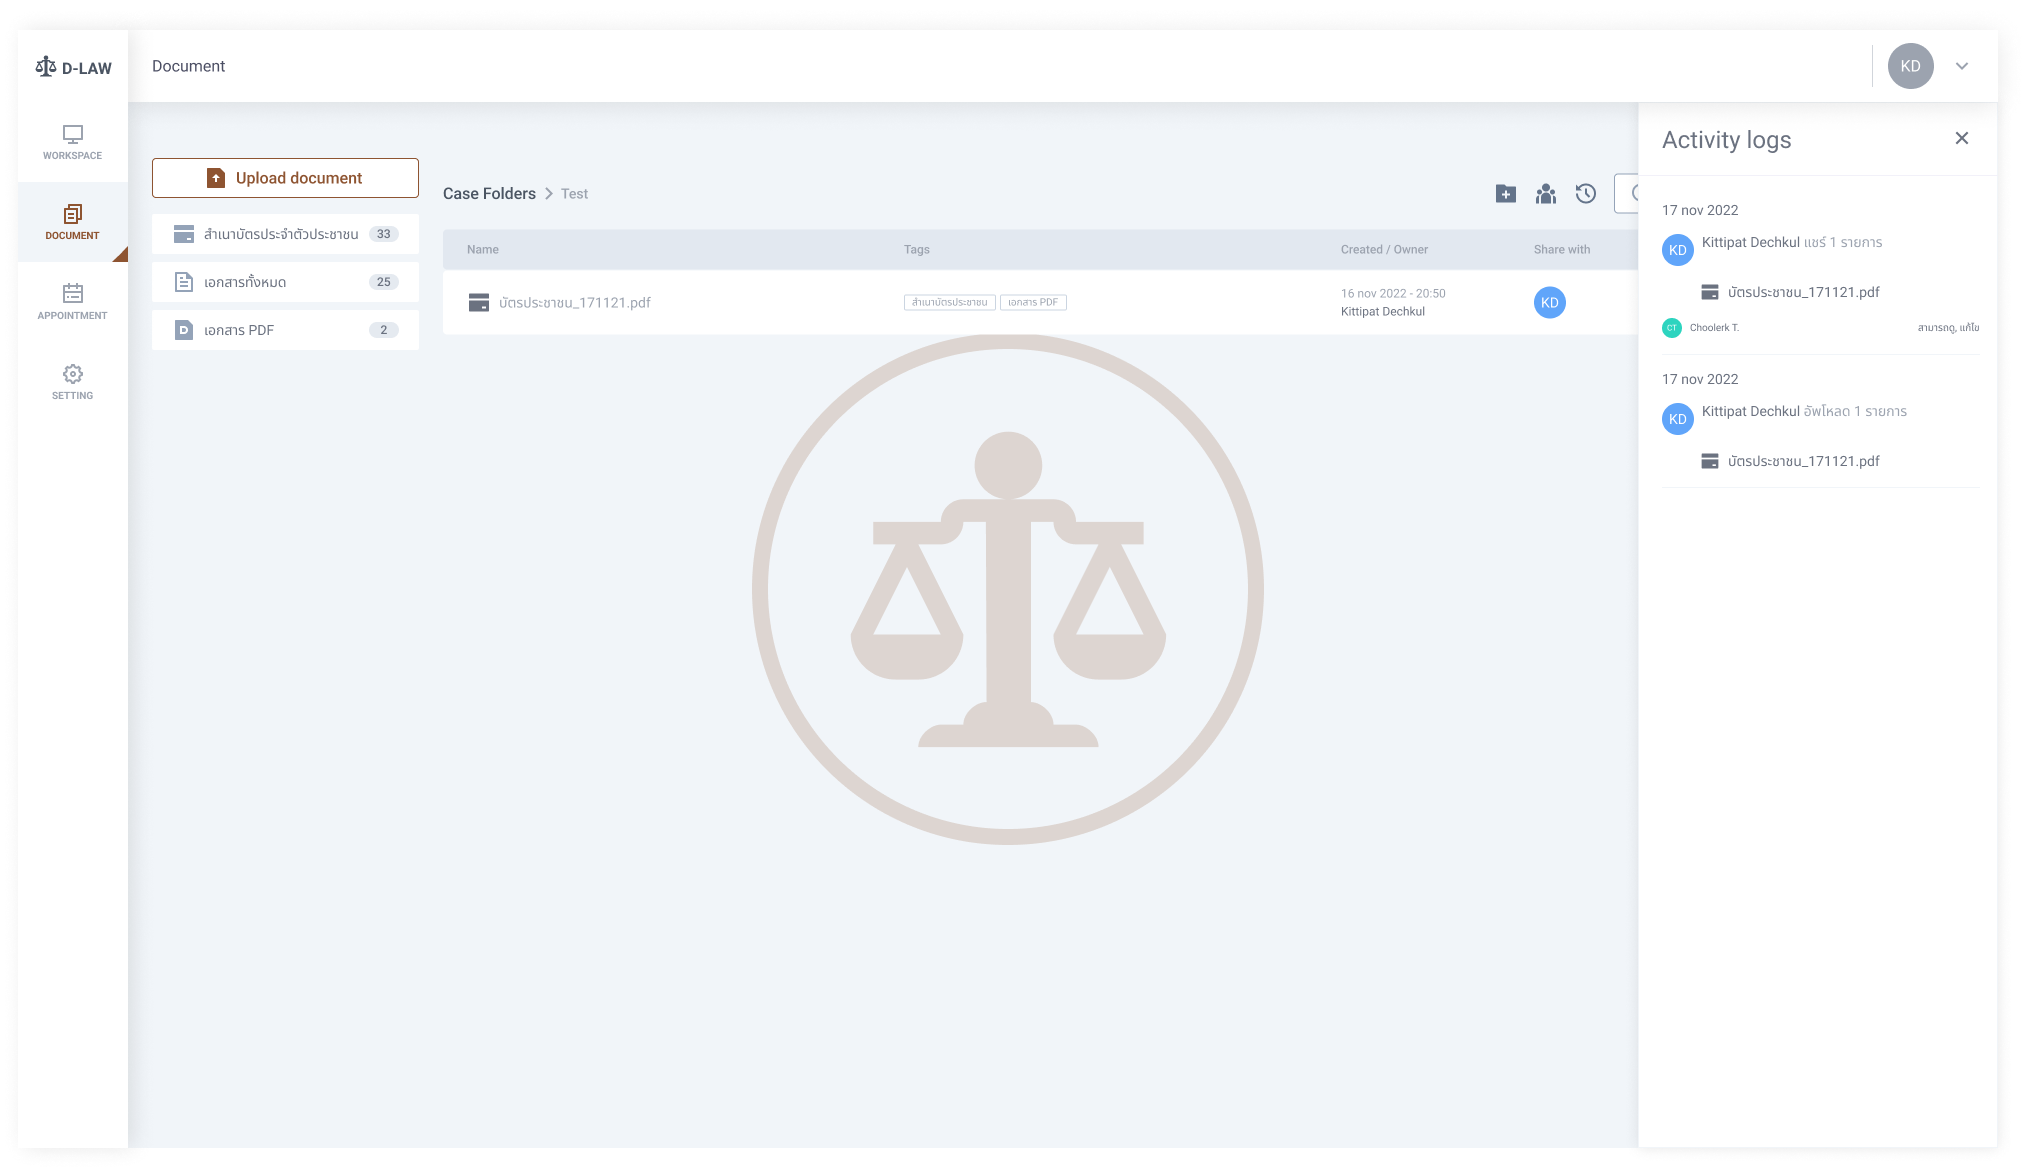 D-LAW
Document
KD
WORKSPACE
DOCUMENT
APPOINTMENT
SETTING
Upload document
สำเนาบัตรประจำตัวประชาชน 33
เอกสารทั้งหมด 25
เอกสาร PDF 2
Case Folders > Test
Name Tags Created / Owner Share with
บัตรประชาชน_171121.pdf สำเนาบัตรประชาชน เอกสาร PDF 16 nov 2022 - 20:50 KD
Kittipat Dechkul
Activity logs
17 nov 2022
KD Kittipat Dechkul แชร์ 1 รายการ
บัตรประชาชน_171121.pdf
CT Choolerk T. สามารถดู, แก้ไข
17 nov 2022
KD Kittipat Dechkul อัพโหลด 1 รายการ
บัตรประชาชน_171121.pdf